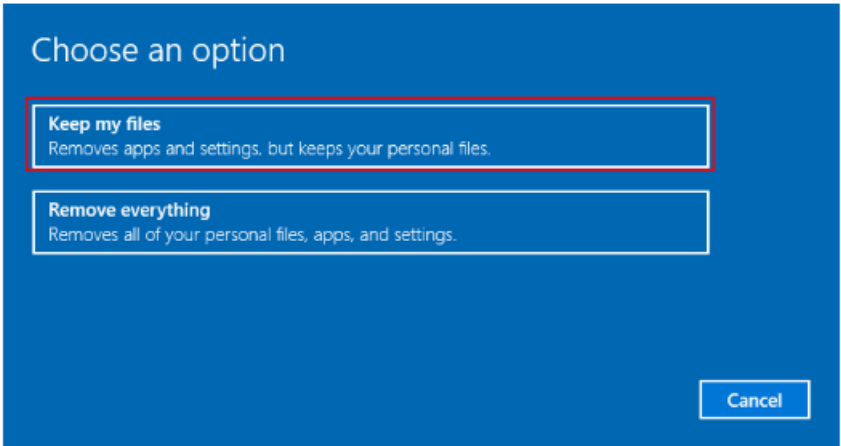 Choose an option
Keep my files
Removes apps and settings, but keeps your personal files.
Remove everything
Removes all of your personal files, apps, and settings.
Cancel